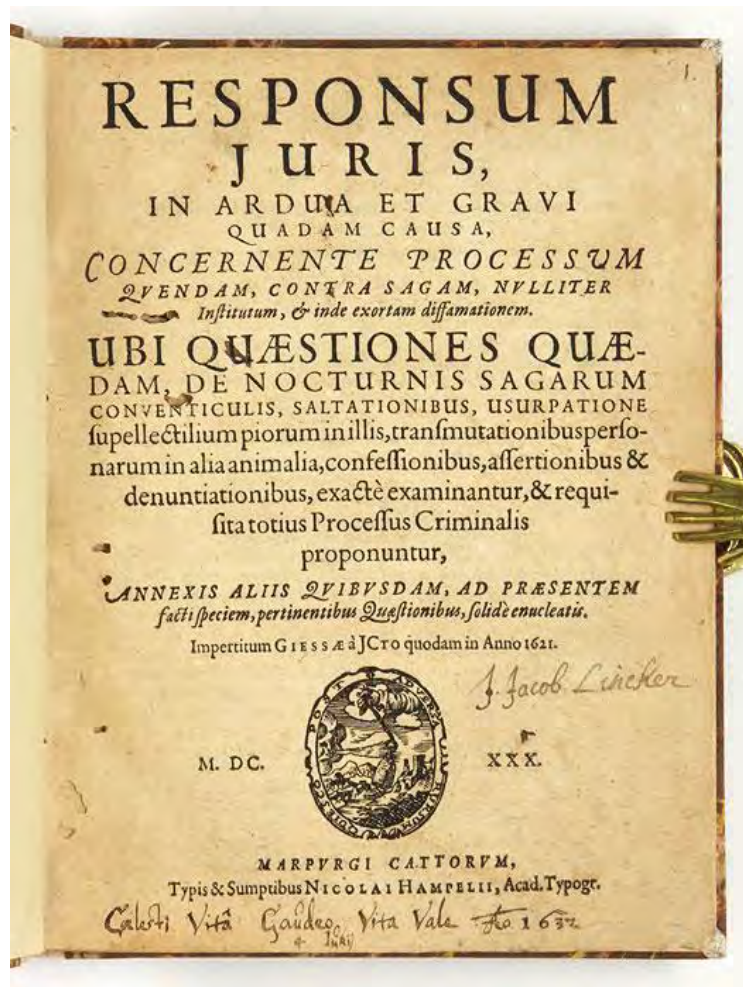 1.
RESPONSUM
JURIS,
IN ARDUA ET GRAVI
QUADAM CAUSA,
CONCERNENTE PROCESSUM
QVENDAM, CONTRA SAGAM, NVLLITER
Inſtitutum, & inde exortam diffamationem.
UBI QUÆSTIONES QUÆ-
DAM, DE NOCTURNIS SAGARUM
CONVENTICULIS, SALTATIONIBUS, USURPATIONE
ſupellectilium piorum in illis, tranſmutationibus perſo-
narum in alia animalia, confeſſionibus, aſſertionibus &
denuntiationibus, exactè examinantur, & requi-
ſita totius Proceſſus Criminalis
proponuntur,
ANNEXIS ALIIS QVIBVSDAM, AD PRÆSENTEM
facti ſpeciem, pertinentibus Quæſtionibus, ſolidè enucleatis.
Impertitum GIESSÆ à JCTO quodam in Anno 1621.
J. Jacob Lincker
M. DC. XXX.
MARPVRGI CATTORVM,
Typis & Sumptibus NICOLAI HAMPELII, Acad. Typogr.
Cœlesti Vitâ Gaudeo Vita Vale